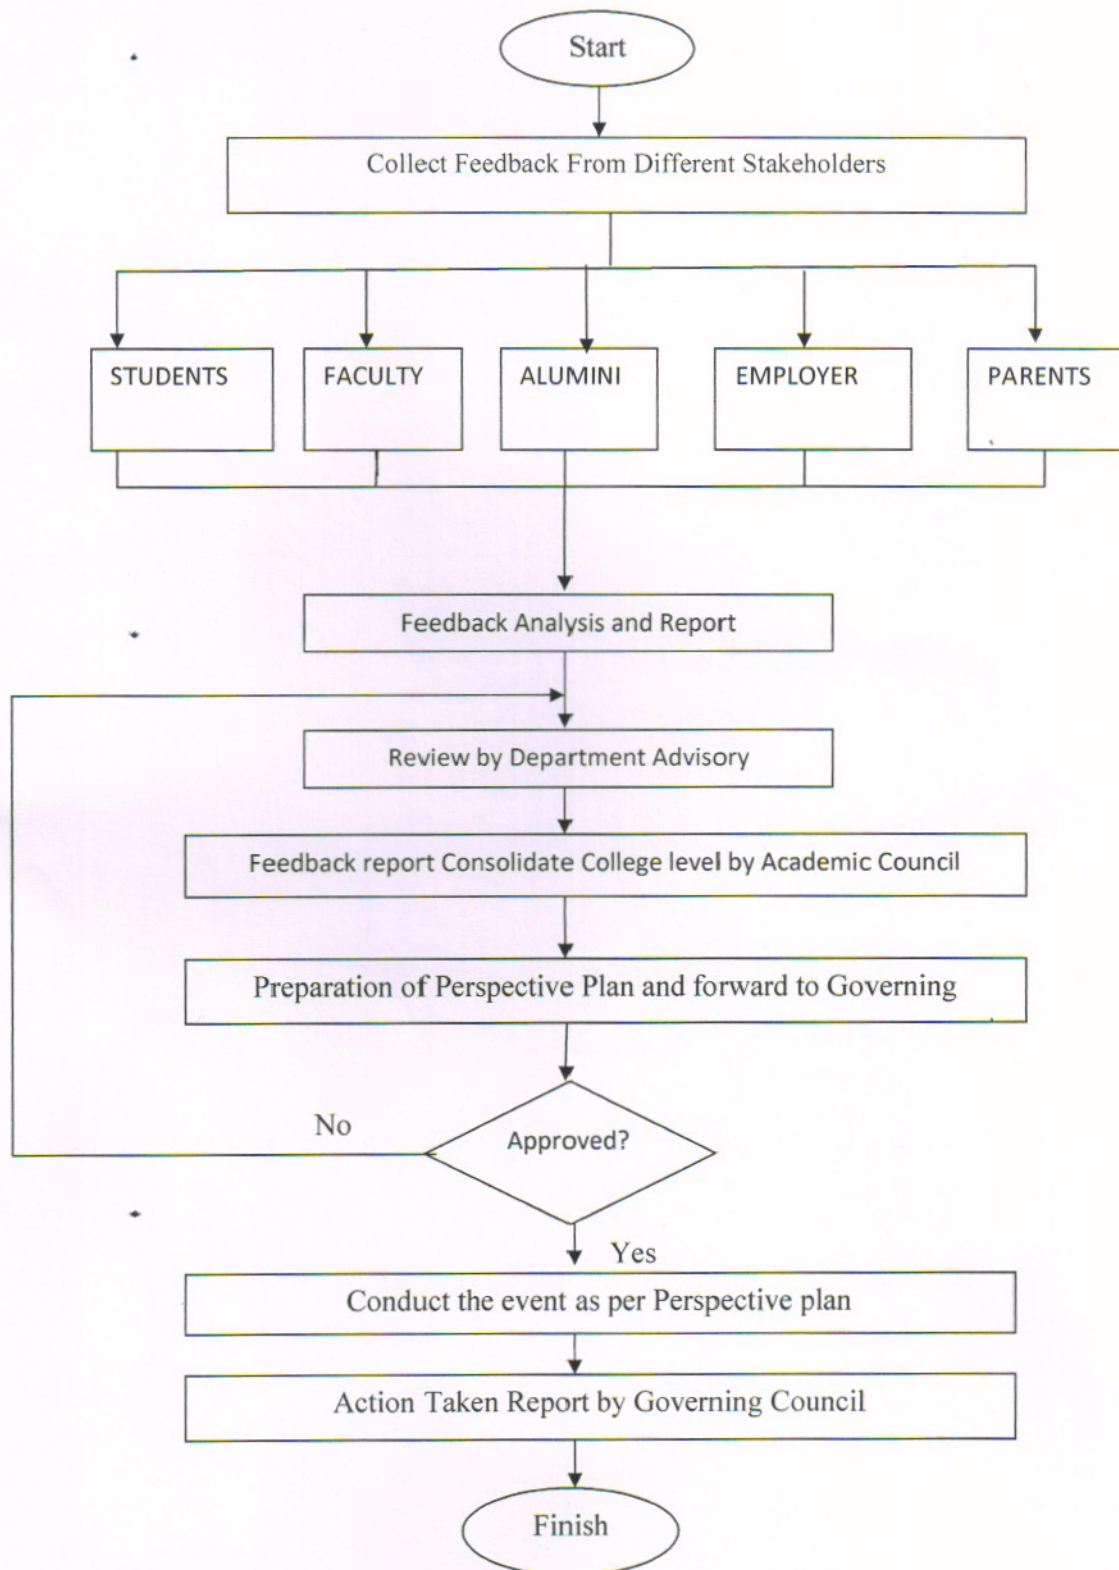 Start
Collect Feedback From Different Stakeholders
STUDENTS
FACULTY
ALUMINI
EMPLOYER
PARENTS
Feedback Analysis and Report
Review by Department Advisory
Feedback report Consolidate College level by Academic Council
Preparation of Perspective Plan and forward to Governing
No
Approved?
Yes
Conduct the event as per Perspective plan
Action Taken Report by Governing Council
Finish